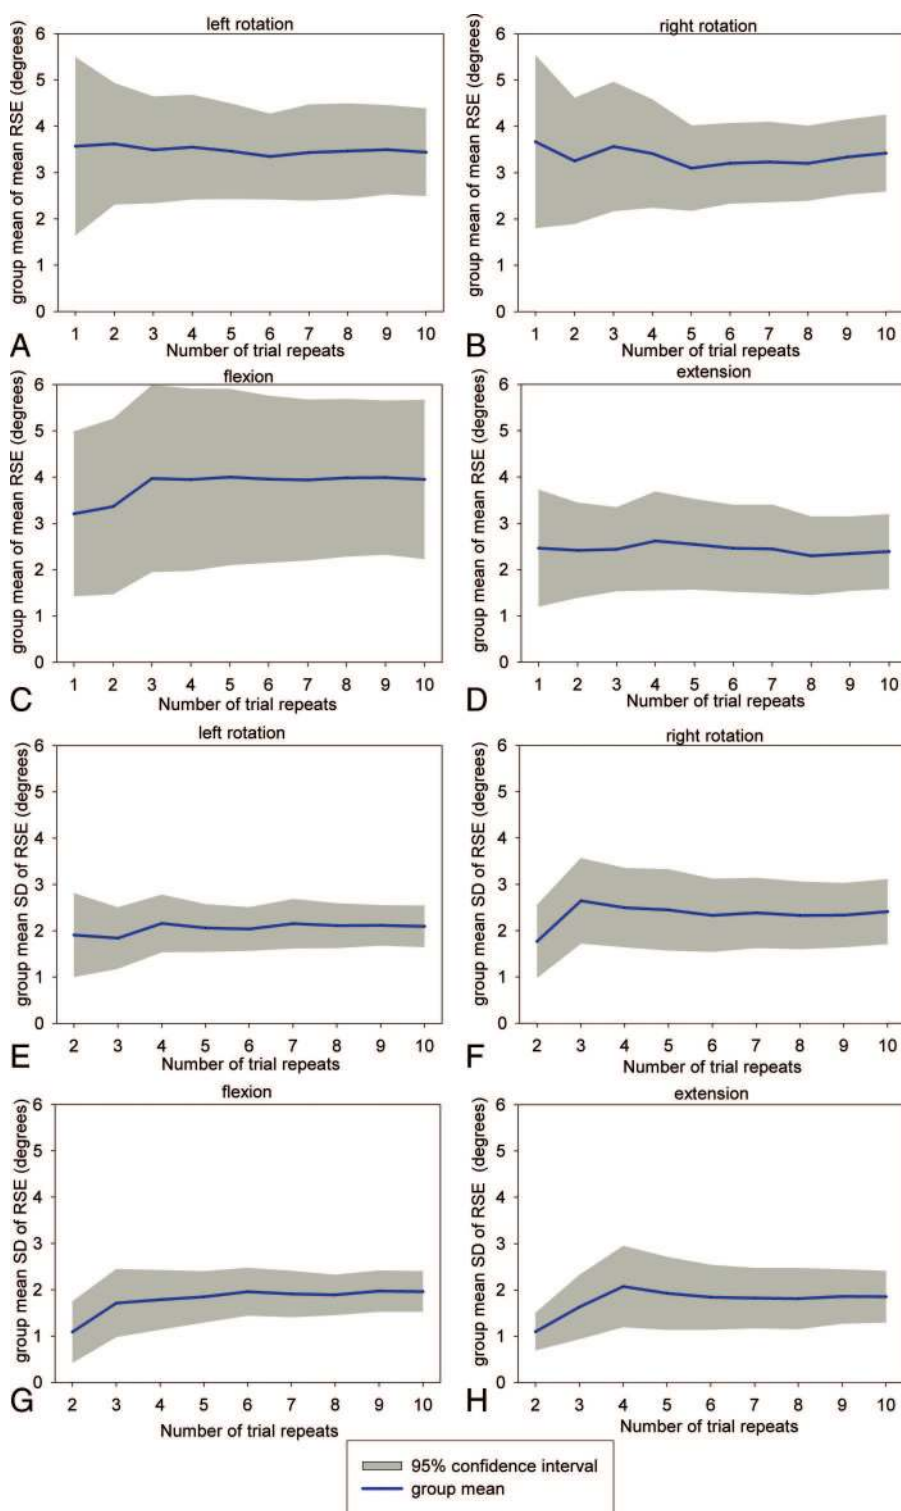 left rotation
group mean of mean RSE (degrees)
6
5
4
3
2
1
0
1 2 3 4 5 6 7 8 9 10
Number of trial repeats
A
right rotation
group mean of mean RSE (degrees)
6
5
4
3
2
1
0
1 2 3 4 5 6 7 8 9 10
Number of trial repeats
B
flexion
group mean of mean RSE (degrees)
6
5
4
3
2
1
0
1 2 3 4 5 6 7 8 9 10
Number of trial repeats
C
extension
group mean of mean RSE (degrees)
6
5
4
3
2
1
0
1 2 3 4 5 6 7 8 9 10
Number of trial repeats
D
left rotation
group mean SD of RSE (degrees)
6
5
4
3
2
1
0
2 3 4 5 6 7 8 9 10
Number of trial repeats
E
right rotation
group mean SD of RSE (degrees)
6
5
4
3
2
1
0
2 3 4 5 6 7 8 9 10
Number of trial repeats
F
flexion
group mean SD of RSE (degrees)
6
5
4
3
2
1
0
2 3 4 5 6 7 8 9 10
Number of trial repeats
G
extension
group mean SD of RSE (degrees)
6
5
4
3
2
1
0
2 3 4 5 6 7 8 9 10
Number of trial repeats
H
95% confidence interval
group mean